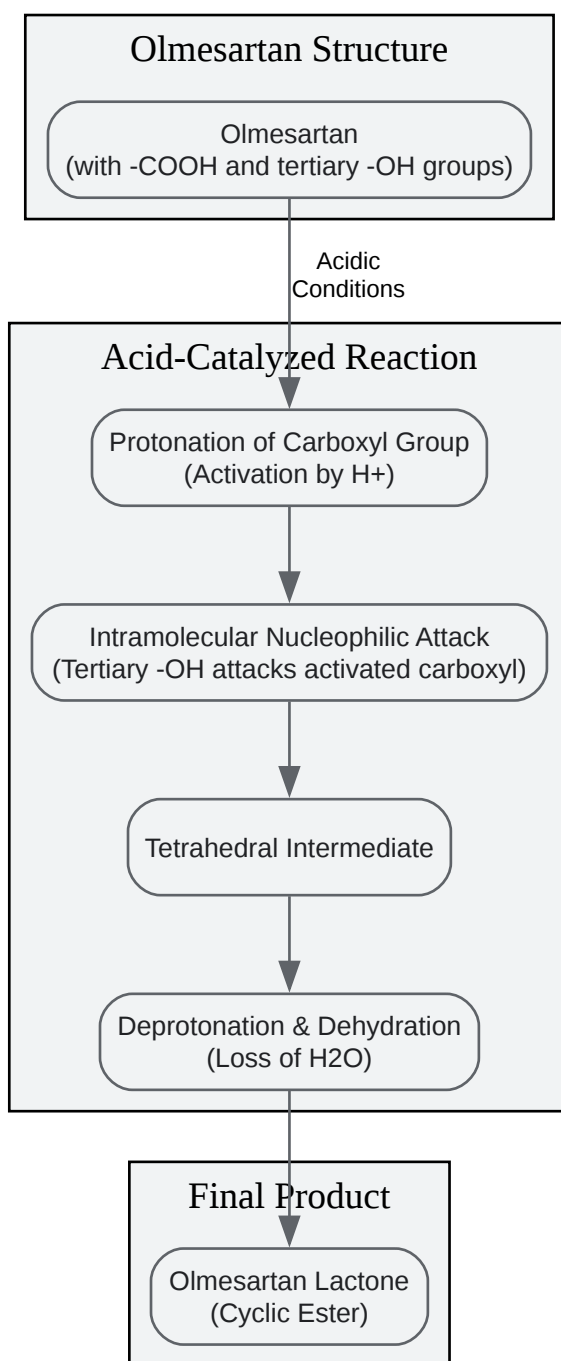 Olmesartan Structure
Olmesartan
(with -COOH and tertiary -OH groups)
Acidic
Conditions
Acid-Catalyzed Reaction
Protonation of Carboxyl Group
(Activation by H+)
Intramolecular Nucleophilic Attack
(Tertiary -OH attacks activated carboxyl)
Tetrahedral Intermediate
Deprotonation & Dehydration
(Loss of H2O)
Final Product
Olmesartan Lactone
(Cyclic Ester)